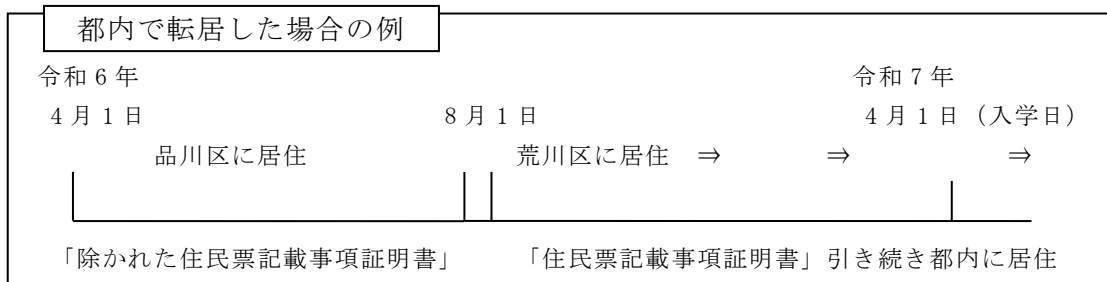 都内で転居した場合の例
令和6年 令和7年
4月1日 8月1日 4月1日（入学日）
品川区に居住 荒川区に居住 ⇒ ⇒ ⇒
「除かれた住民票記載事項証明書」 「住民票記載事項証明書」引き続き都内に居住